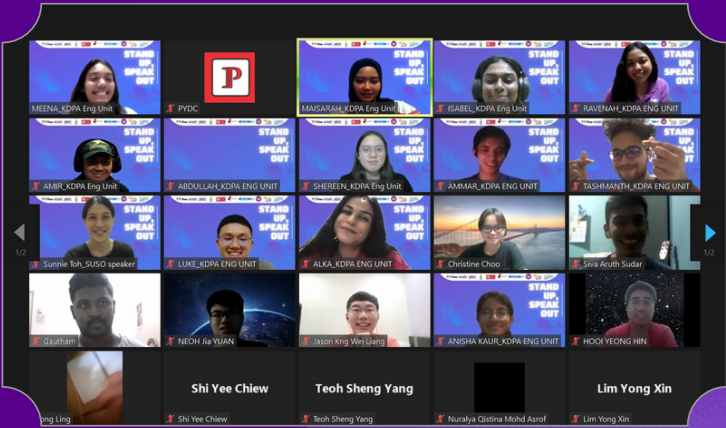 STAND UP, SPEAK OUT
MEENA_KDPA Eng Unit
P
PYDC
STAND UP, SPEAK OUT
MAISARAH_KDPA Eng Unit
STAND UP, SPEAK OUT
ISABEL_KDPA Eng Unit
STAND UP, SPEAK OUT
RAVENAH_KDPA ENG UNIT
STAND UP, SPEAK OUT
AMIR_KDPA Eng Unit
STAND UP, SPEAK OUT
ABDULLAH_KDPA ENG UNIT
STAND UP, SPEAK OUT
SHEREEN_KDPA Eng Unit
STAND UP, SPEAK OUT
AMMAR_KDPA ENG UNIT
STAND UP, SPEAK OUT
TASHMANTH_KDPA ENG UNIT
STAND UP, SPEAK OUT
Sunnie Toh_SUSO speaker
STAND UP, SPEAK OUT
LUKE_KDPA ENG UNIT
STAND UP, SPEAK OUT
ALKA_KDPA ENG UNIT
Christine Choo
Siva Aruth Sudar
1/2
1/2
Gautham
NEOH Jia YUAN
Jason Kng Wei Liang
STAND UP, SPEAK OUT
ANISHA KAUR_KDPA ENG UNIT
HOOI YEONG HIN
ong Ling
Shi Yee Chiew
Shi Yee Chiew
Teoh Sheng Yang
Teoh Sheng Yang
Nuralya Qistina Mohd Asrof
Lim Yong Xin
Lim Yong Xin